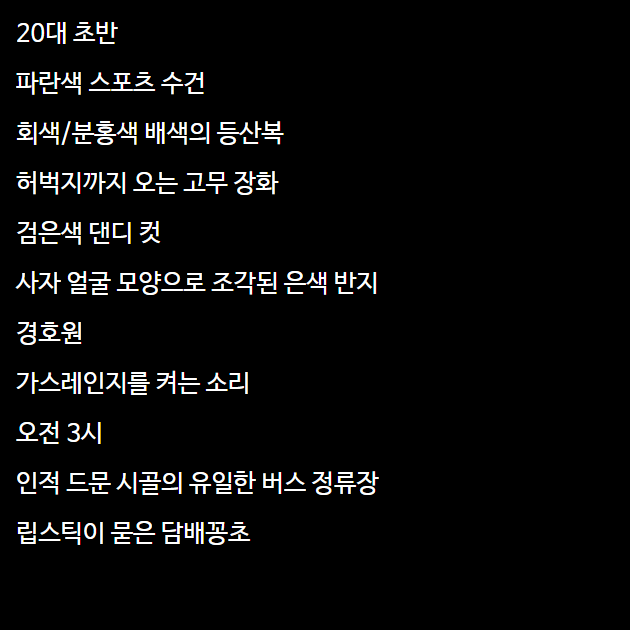 20대 초반
파란색 스포츠 수건
회색/분홍색 배색의 등산복
허벅지까지 오는 고무 장화
검은색 댄디 컷
사자 얼굴 모양으로 조각된 은색 반지
경호원
가스레인지를 켜는 소리
오전 3시
인적 드문 시골의 유일한 버스 정류장
립스틱이 묻은 담배꽁초